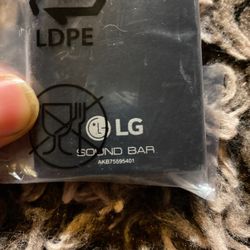 LDPE
LG
SOUND BAR
AKB75595401